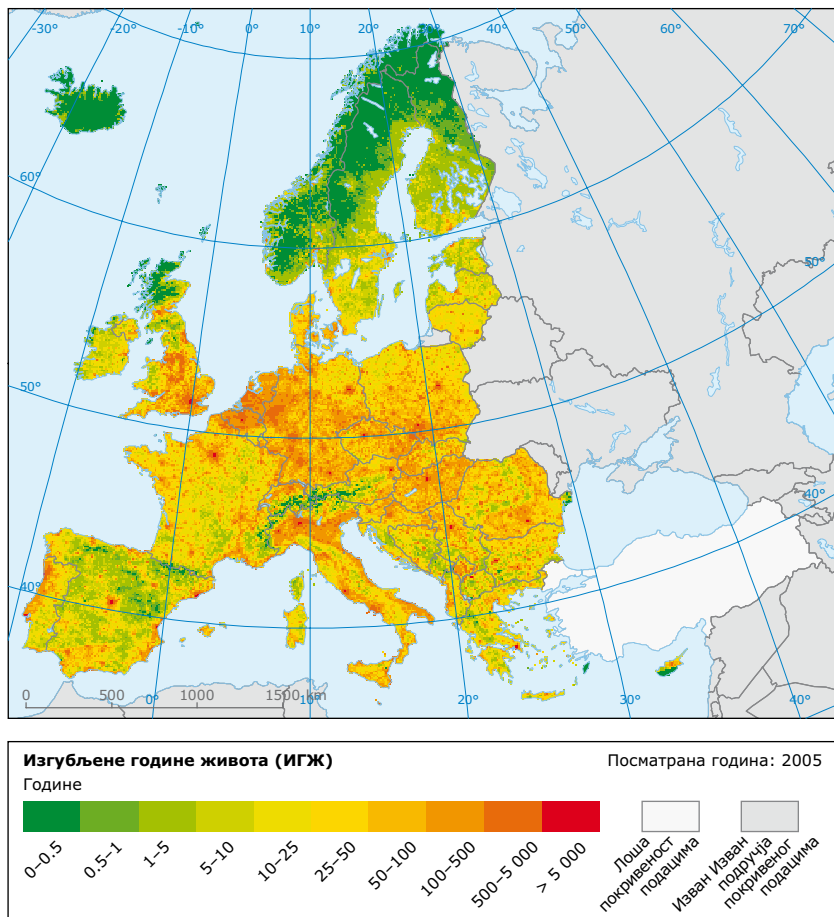 -30° -20° -10° 0° 10° 20° 30° 40° 50° 60° 70°
60°
50°
50°
40°
40°
0 500 1000 1500 km
0° 10° 20° 30° 40°
Изгубљене године живота (ИГЖ)
Посматрана година: 2005
Године
0–0.5
0.5–1
1–5
5–10
10–25
25–50
50–100
100–500
500–5 000
> 5 000
Лоша
покривеност
подацима
Изван Изван
подручја
покривеног
подацима